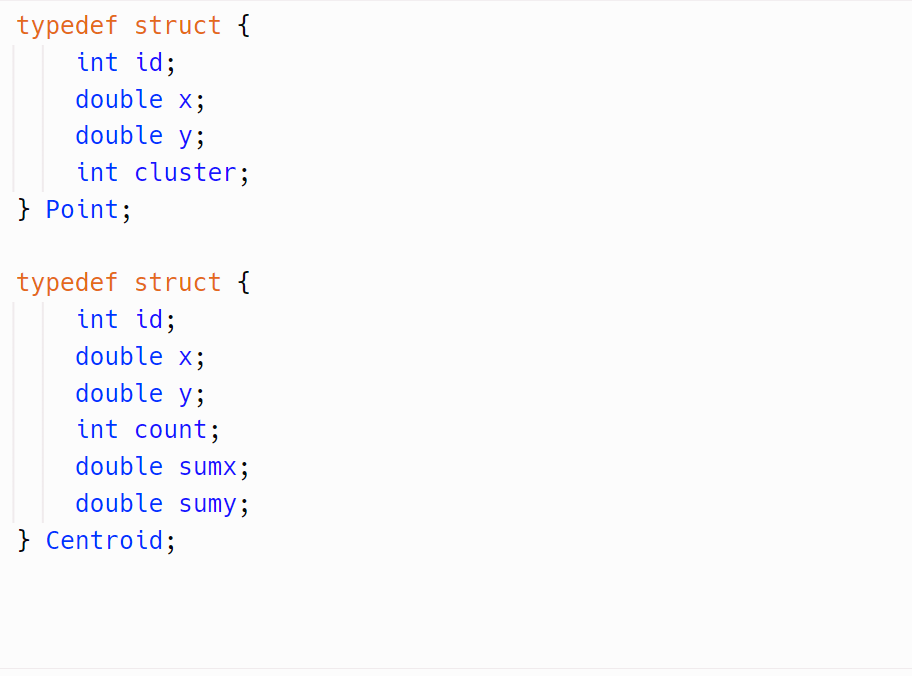 typedef struct {
    int id;
    double x;
    double y;
    int cluster;
} Point;

typedef struct {
    int id;
    double x;
    double y;
    int count;
    double sumx;
    double sumy;
} Centroid;